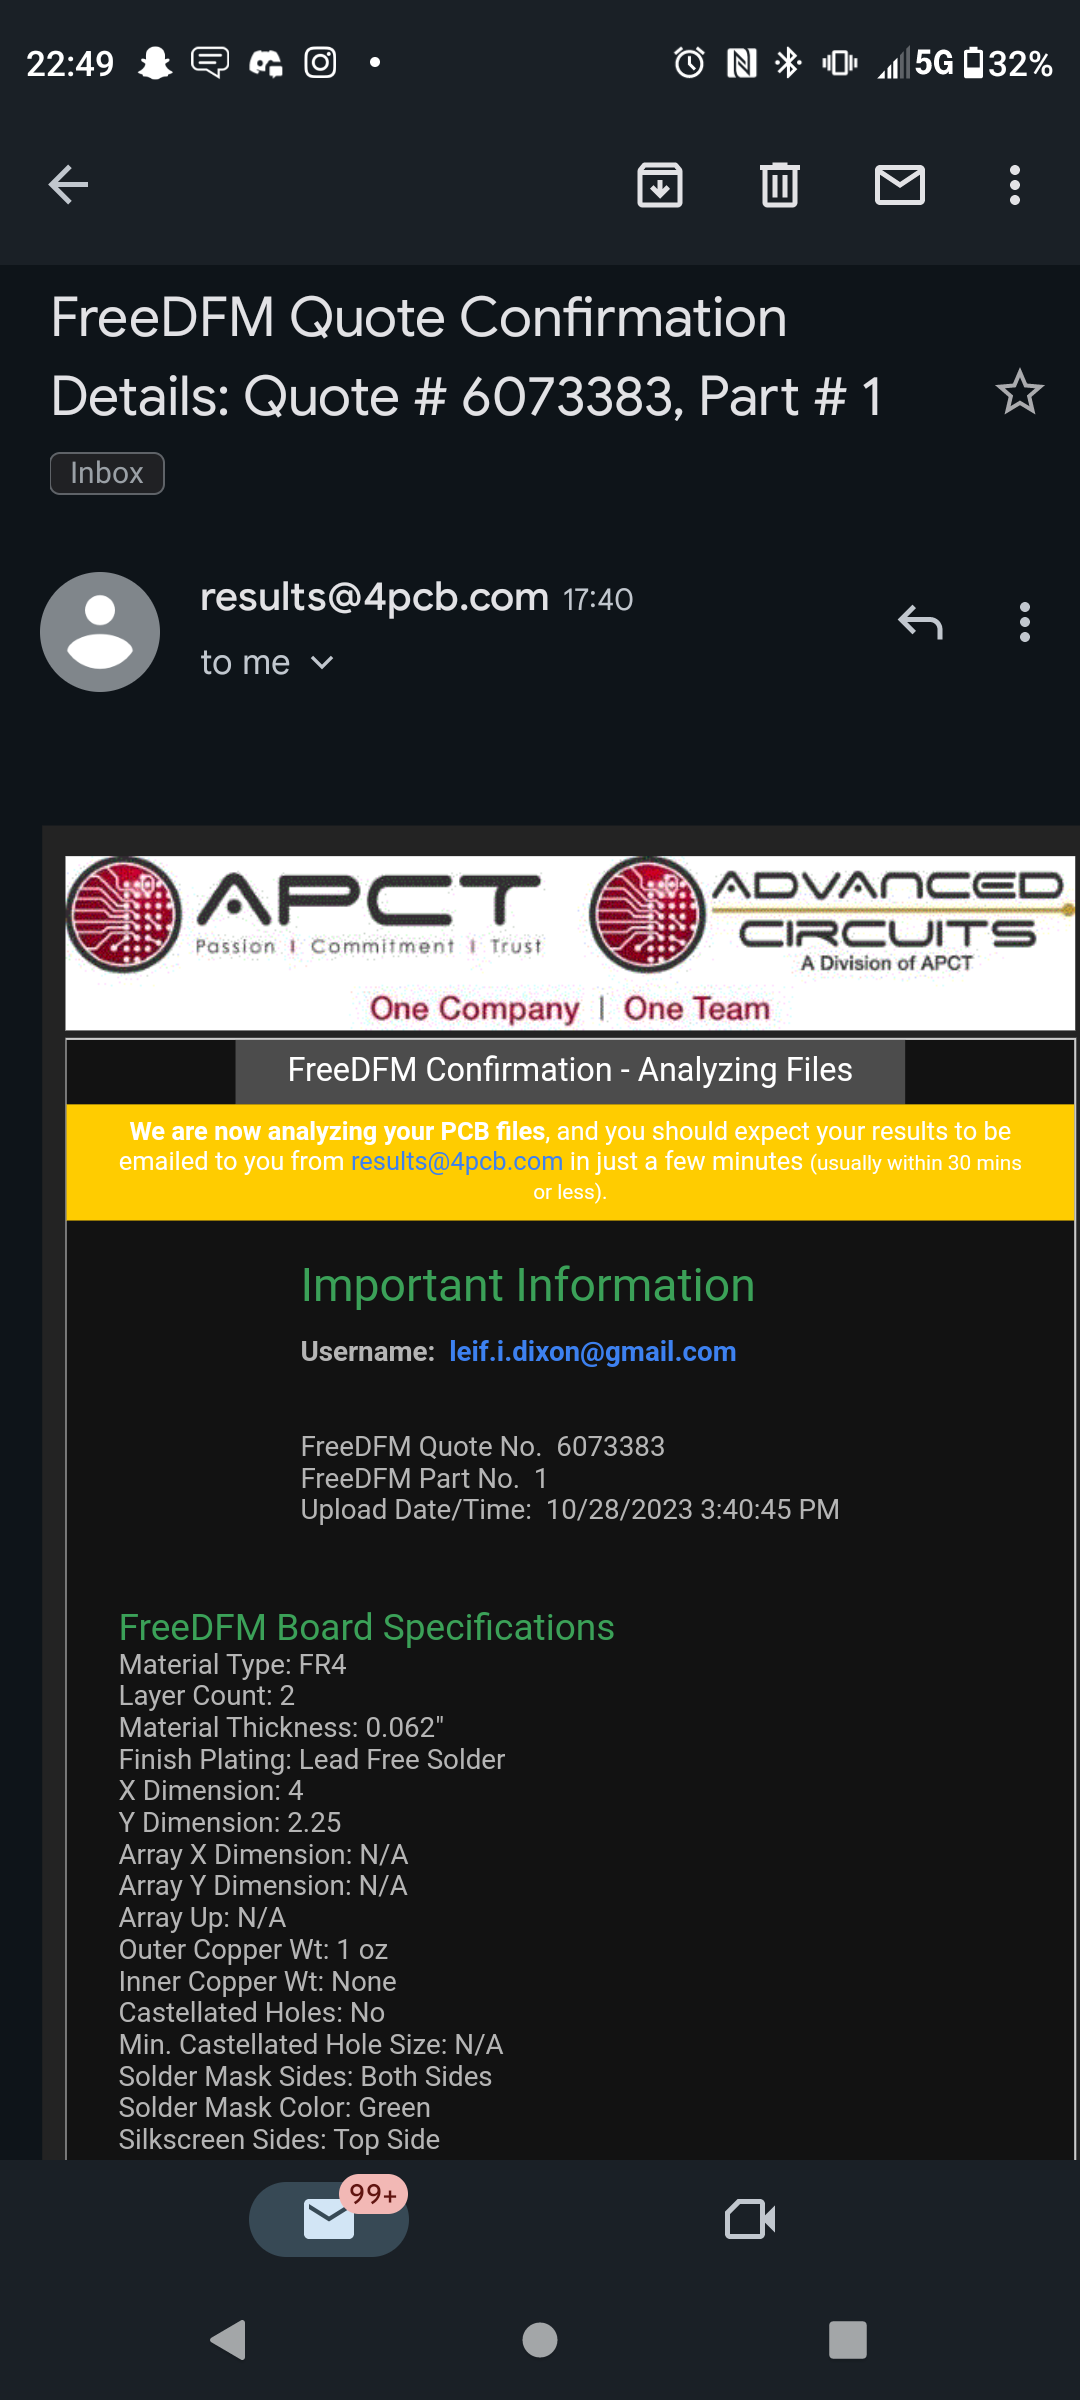 22:49 5G 32%
FreeDFM Quote Confirmation
Details: Quote # 6073383, Part # 1
Inbox
results@4pcb.com 17:40
to me
APCT
Passion | Commitment | Trust
ADVANCED
CIRCUITS
A Division of APCT
One Company | One Team
FreeDFM Confirmation - Analyzing Files
We are now analyzing your PCB files, and you should expect your results to be
emailed to you from results@4pcb.com in just a few minutes (usually within 30 mins
or less).
Important Information
Username: leif.i.dixon@gmail.com
FreeDFM Quote No. 6073383
FreeDFM Part No. 1
Upload Date/Time: 10/28/2023 3:40:45 PM
FreeDFM Board Specifications
Material Type: FR4
Layer Count: 2
Material Thickness: 0.062"
Finish Plating: Lead Free Solder
X Dimension: 4
Y Dimension: 2.25
Array X Dimension: N/A
Array Y Dimension: N/A
Array Up: N/A
Outer Copper Wt: 1 oz
Inner Copper Wt: None
Castellated Holes: No
Min. Castellated Hole Size: N/A
Solder Mask Sides: Both Sides
Solder Mask Color: Green
Silkscreen Sides: Top Side
99+